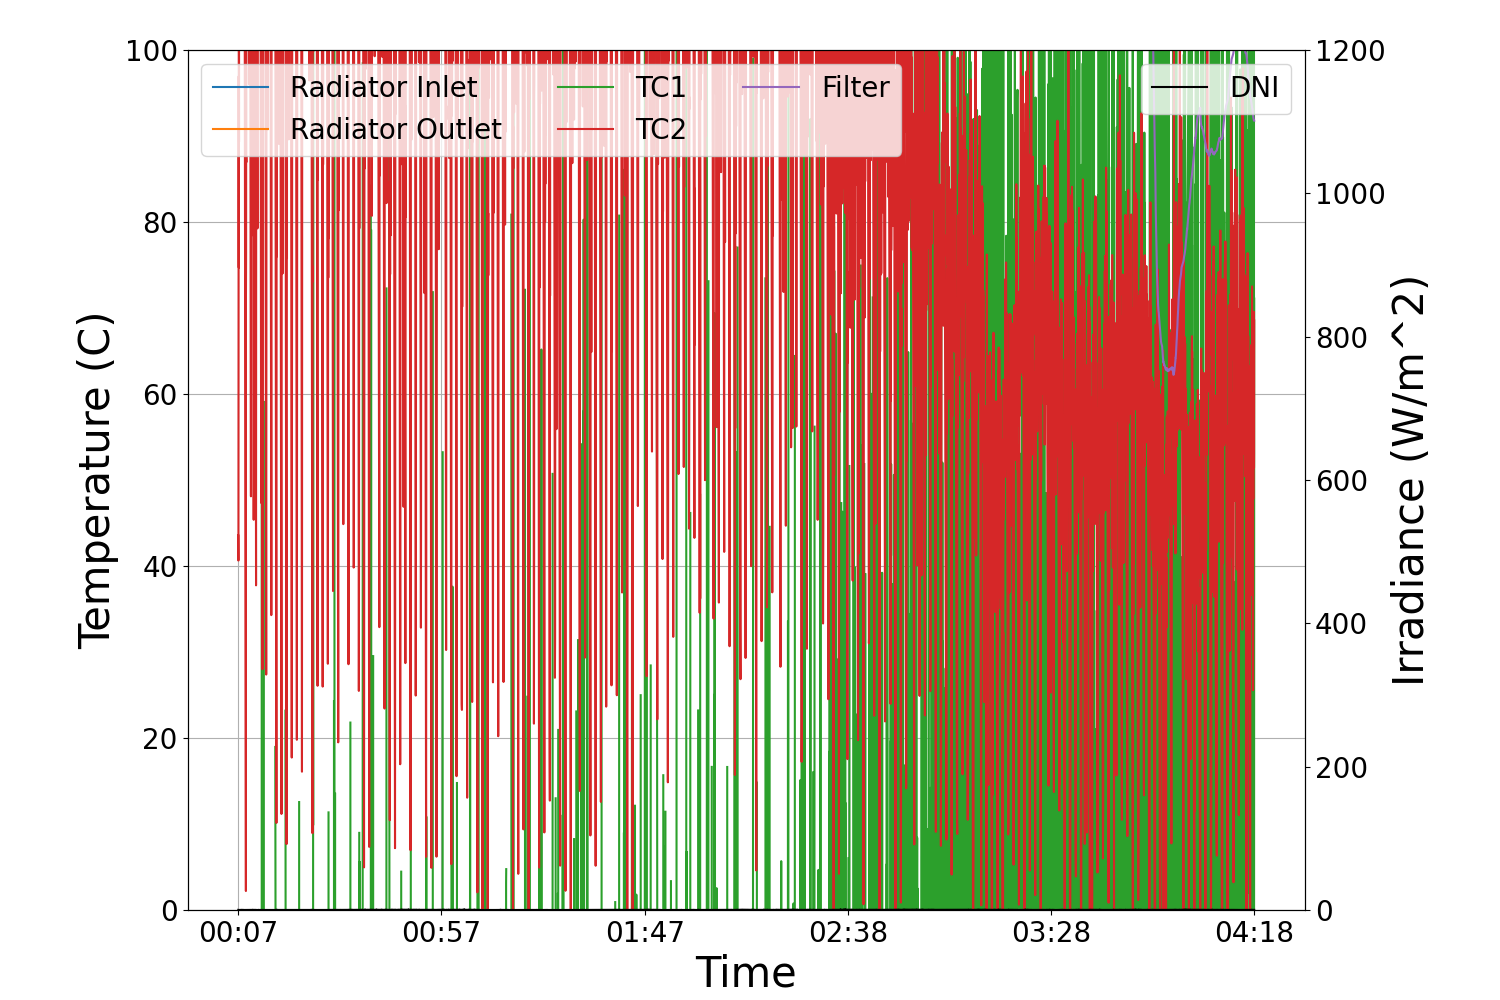 100
80
60
40
20
0
Temperature (C)
Radiator Inlet
Radiator Outlet
TC1
TC2
Filter
DNI
1200
1000
800
600
400
200
0
Irradiance (W/m^2)
00:07 00:57 01:47 02:38 03:28 04:18
Time